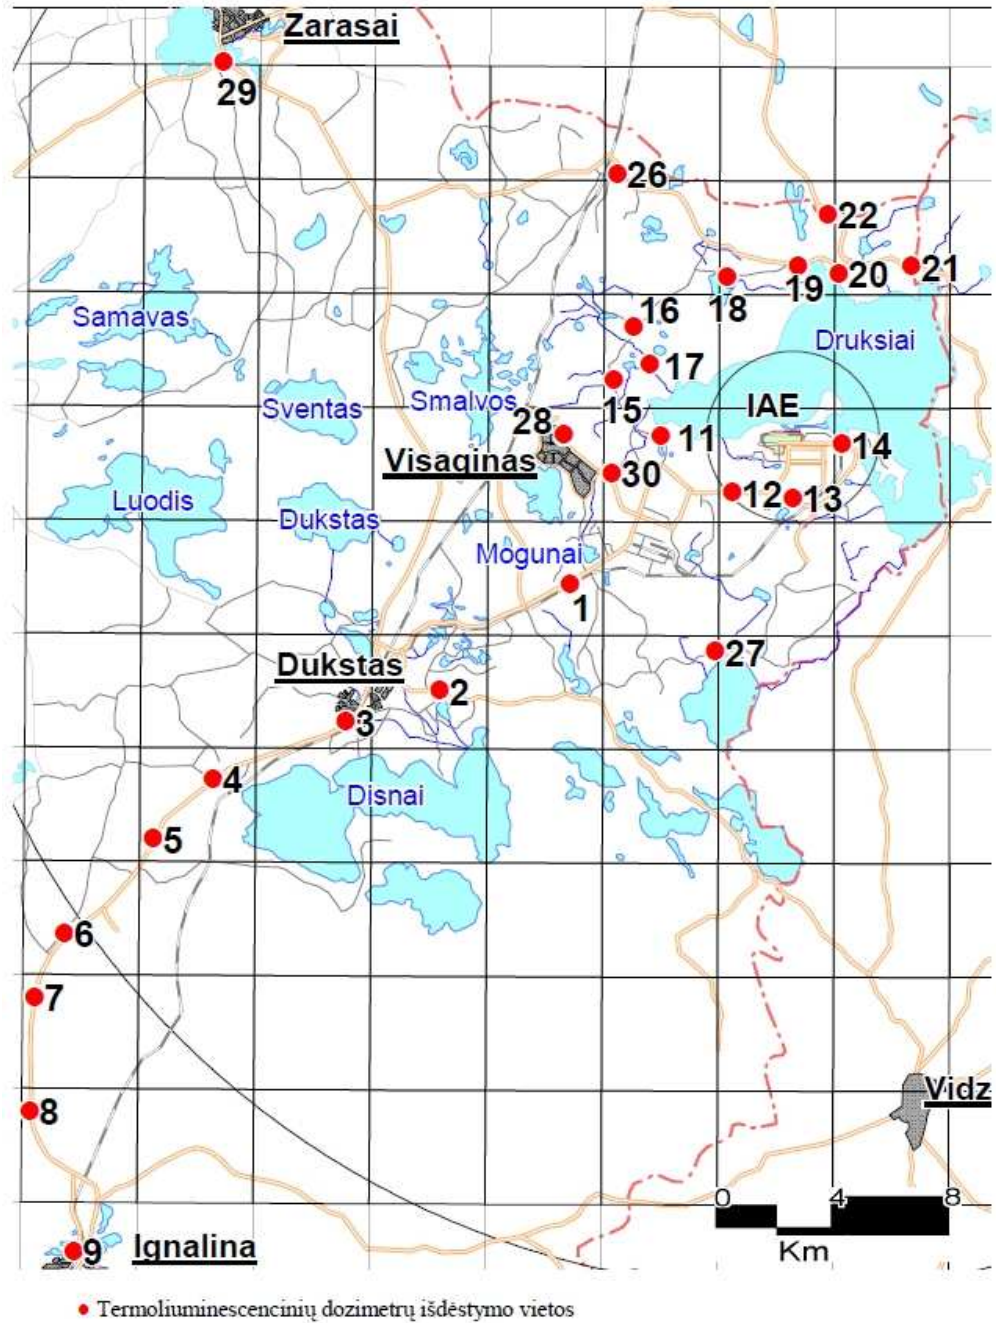 Zarasai
29
26
22
18
19
20
21
16
17
15
Samavas
Druksiai
Sventas
Smalvos
IAE
28
11
14
Visaginas
30
12
13
Luodis
Dukstas
Mogunai
1
27
Dukstas
2
3
4
Disnai
5
6
7
8
Vidz
0 4 8
Km
9
Ignalina
Termoliuminescencinių dozimetrų išdėstymo vietos